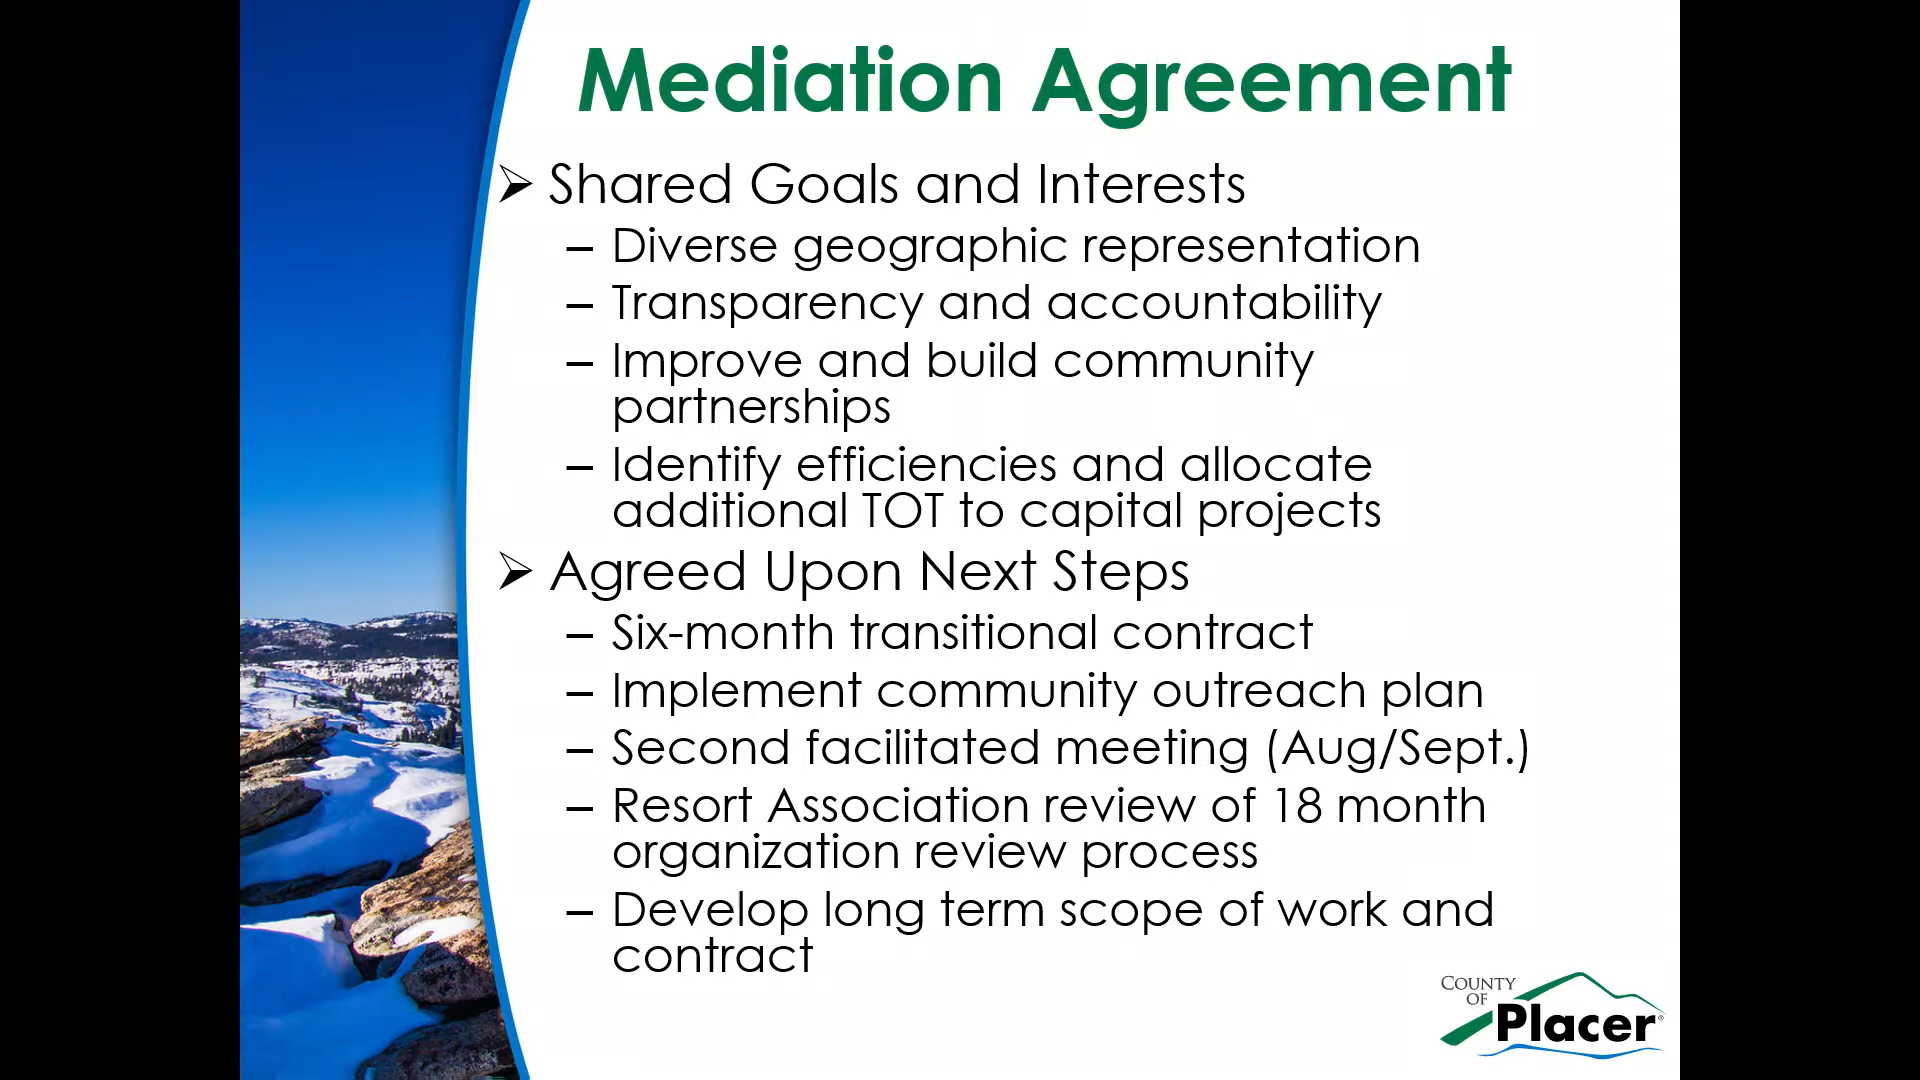 Mediation Agreement
➢ Shared Goals and Interests
– Diverse geographic representation
– Transparency and accountability
– Improve and build community
partnerships
– Identify efficiencies and allocate
additional TOT to capital projects
➢ Agreed Upon Next Steps
– Six-month transitional contract
– Implement community outreach plan
– Second facilitated meeting (Aug/Sept.)
– Resort Association review of 18 month
organization review process
– Develop long term scope of work and
contract
COUNTY
OF
Placer®